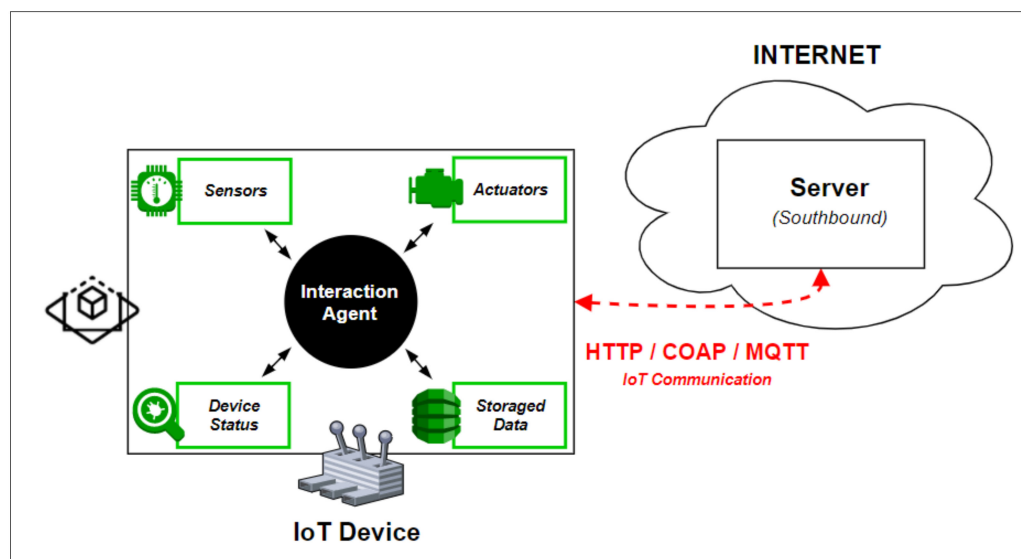 INTERNET
Server
(Southbound)
Sensors
Actuators
Interaction
Agent
HTTP / COAP / MQTT
IoT Communication
Device
Status
Storaged
Data
IoT Device